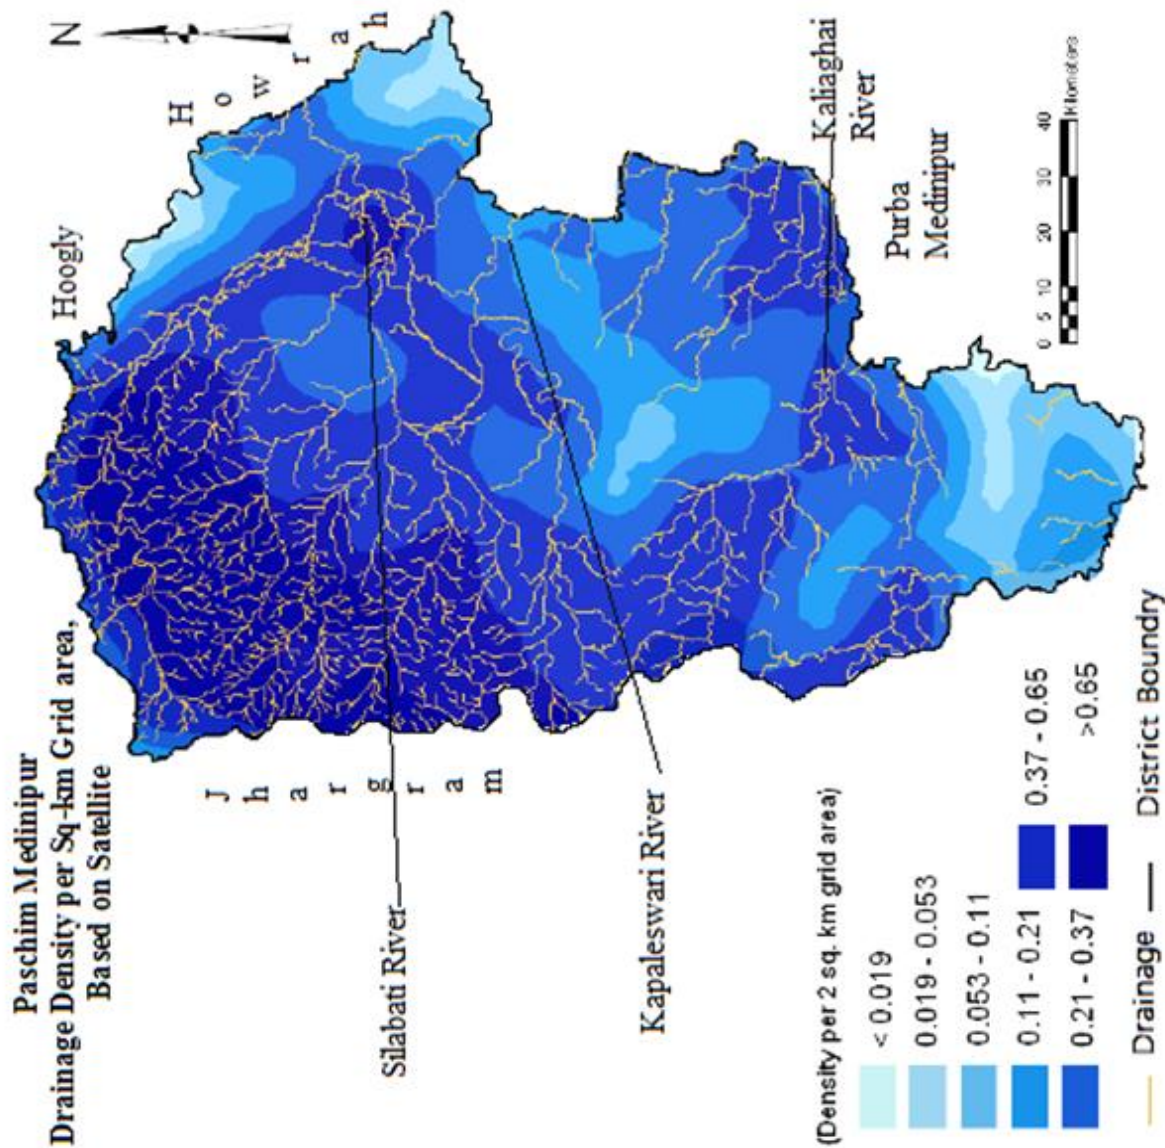 Paschim Medinipur
Drainage Density per Sq-km Grid area,
Based on Satellite
N
Hoogly
Howrah
Jhargram
Silabati River
Kapaleswari River
Kaliaghai
River
Purba
Medinipur
0 5 10 20 30 40
Kilometers
(Density per 2 sq. km grid area)
< 0.019
0.019 - 0.053
0.053 - 0.11
0.11 - 0.21
0.21 - 0.37
0.37 - 0.65
>0.65
Drainage
District Boundry